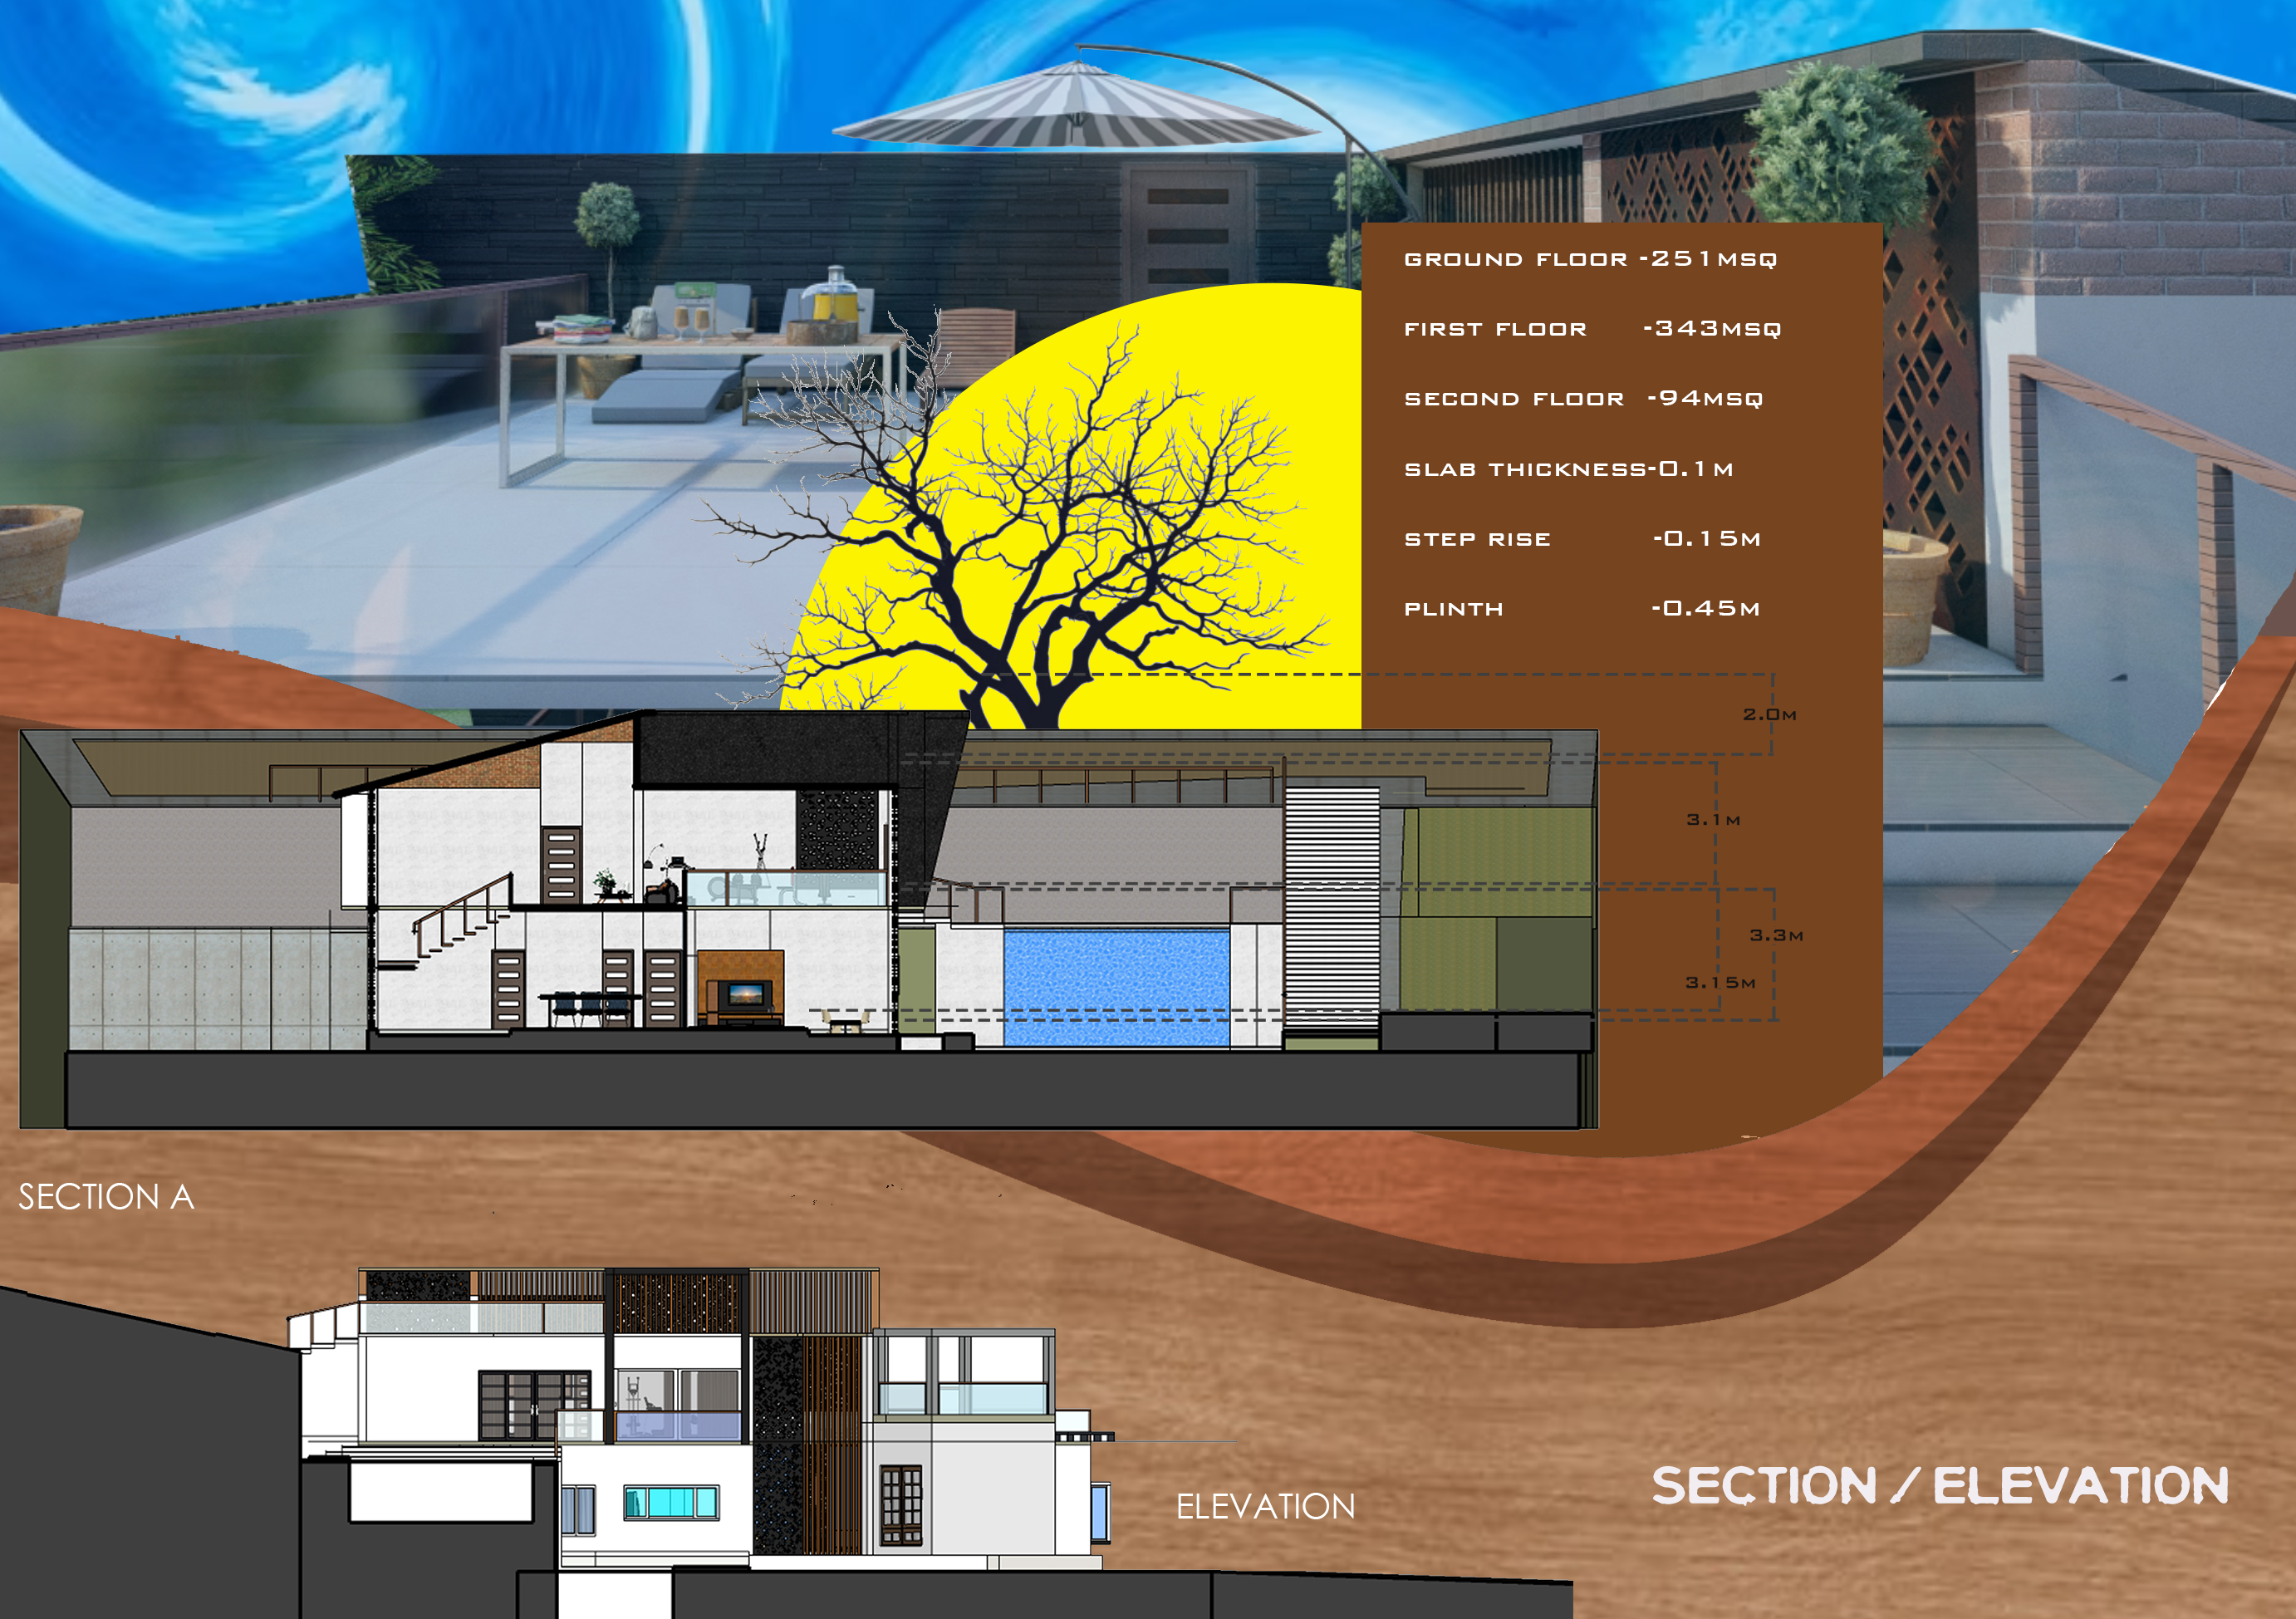 GROUND FLOOR -251MSQ
FIRST FLOOR -343MSQ
SECOND FLOOR -94MSQ
SLAB THICKNESS-0.1M
STEP RISE -0.15M
PLINTH -0.45M
2.0M
3.1M
3.3M
3.15M
SECTION A
ELEVATION
SECTION / ELEVATION